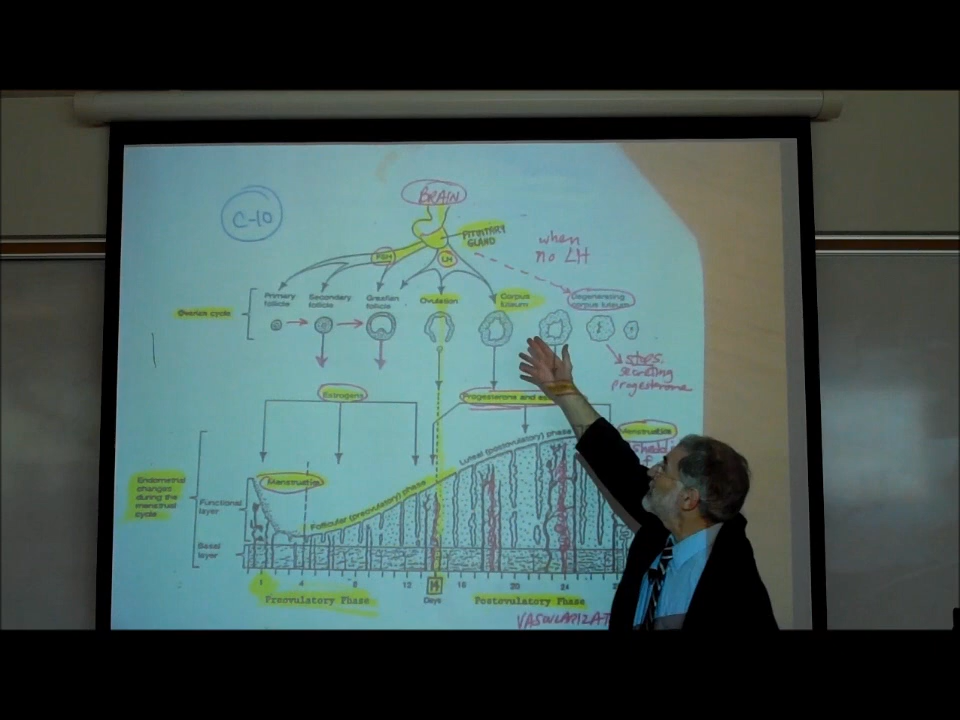 BRAIN
C-10
PITUITARY
GLAND
when
no LH
FSH
LH
Primary
follicle
Secondary
follicle
Graafian
follicle
Ovulation
Corpus
luteum
Degenerating
corpus luteum
Ovarian cycle
stops
secreting
progesterone
Estrogens
Progesterone and
Menstruation
shedd
Luteal (postovulatory) phase
Endometrial
changes
during the
menstrual
cycle
Menstruation
Functional
layer
Follicular (preovulatory) phase
Basal
layer
1 4 8 12 14 16 20 24
Days
Preovulatory Phase
Postovulatory Phase